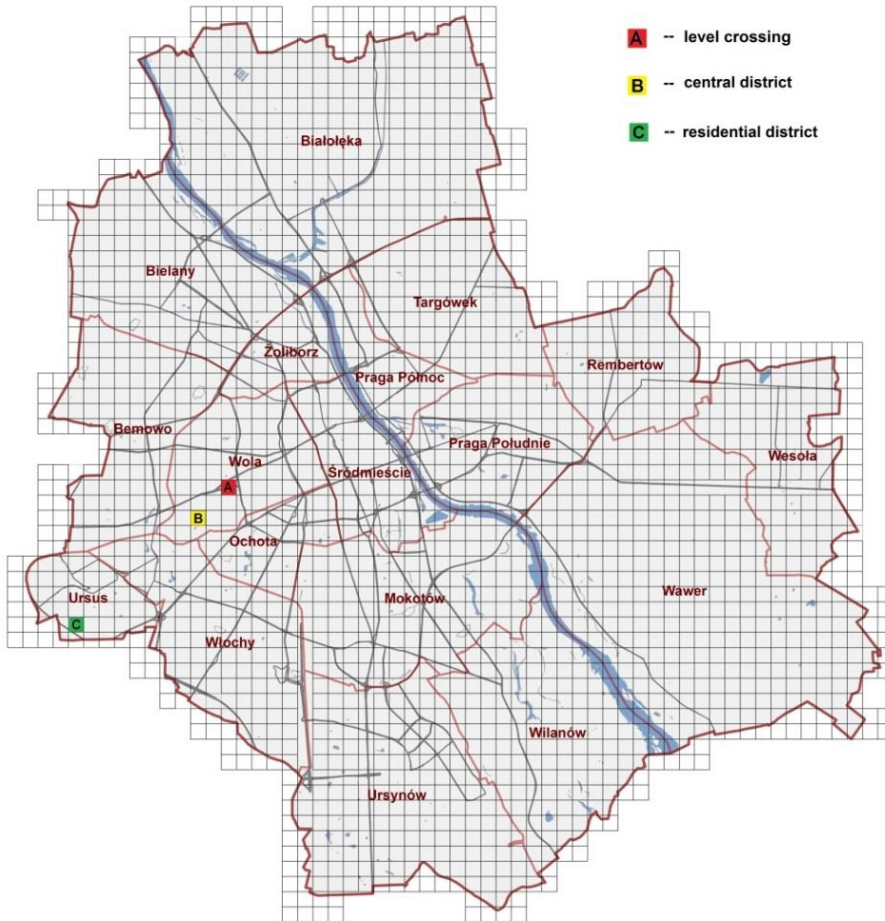 A -- level crossing
B -- central district
C -- residential district
Białołęka
Bielany
Targówek
Żoliborz
Rembertów
Praga Północ
Bemowo
Praga Południe
Wesoła
Wola
Śródmieście
A
B
Ochota
Wawer
Ursus
Mokotów
C
Włochy
Wilanów
Ursynów